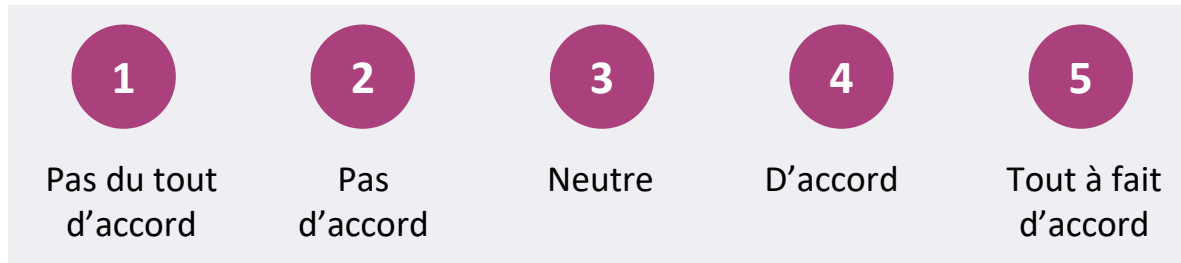 1 2 3 4 5
Pas du tout Pas Neutre D’accord Tout à fait
d’accord d’accord d’accord